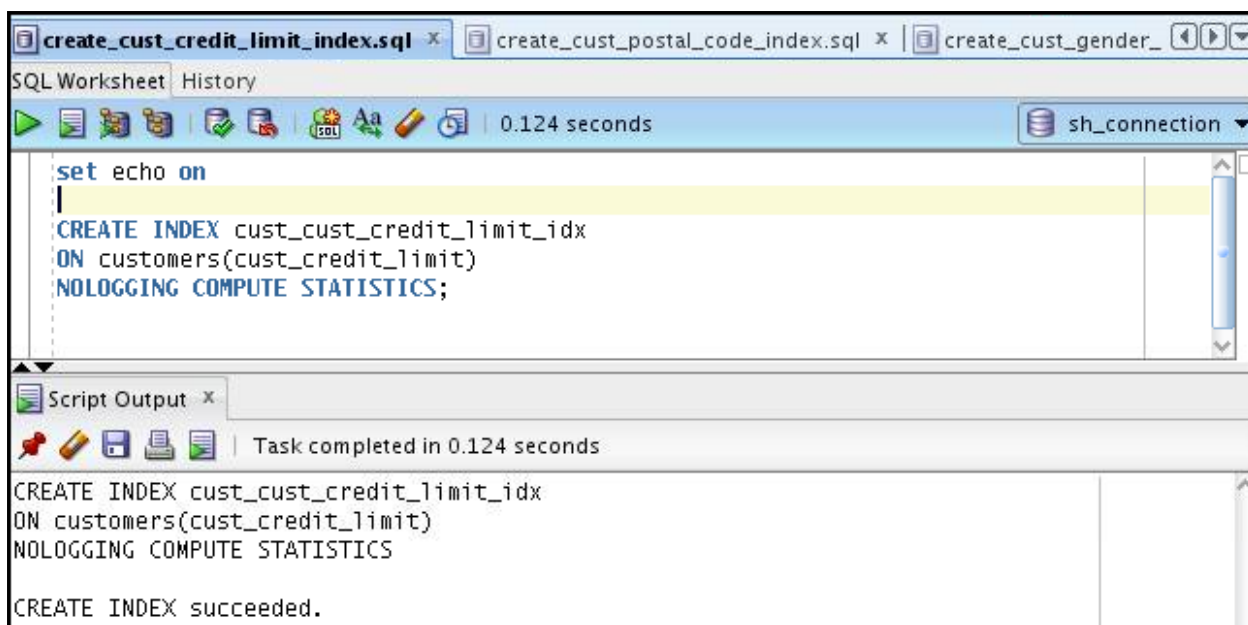 create_cust_credit_limit_index.sql x create_cust_postal_code_index.sql x create_cust_gender_
SQL Worksheet History
0.124 seconds sh_connection
set echo on
CREATE INDEX cust_cust_credit_limit_idx
ON customers(cust_credit_limit)
NOLOGGING COMPUTE STATISTICS;
Script Output x
Task completed in 0.124 seconds
CREATE INDEX cust_cust_credit_limit_idx
ON customers(cust_credit_limit)
NOLOGGING COMPUTE STATISTICS
CREATE INDEX succeeded.